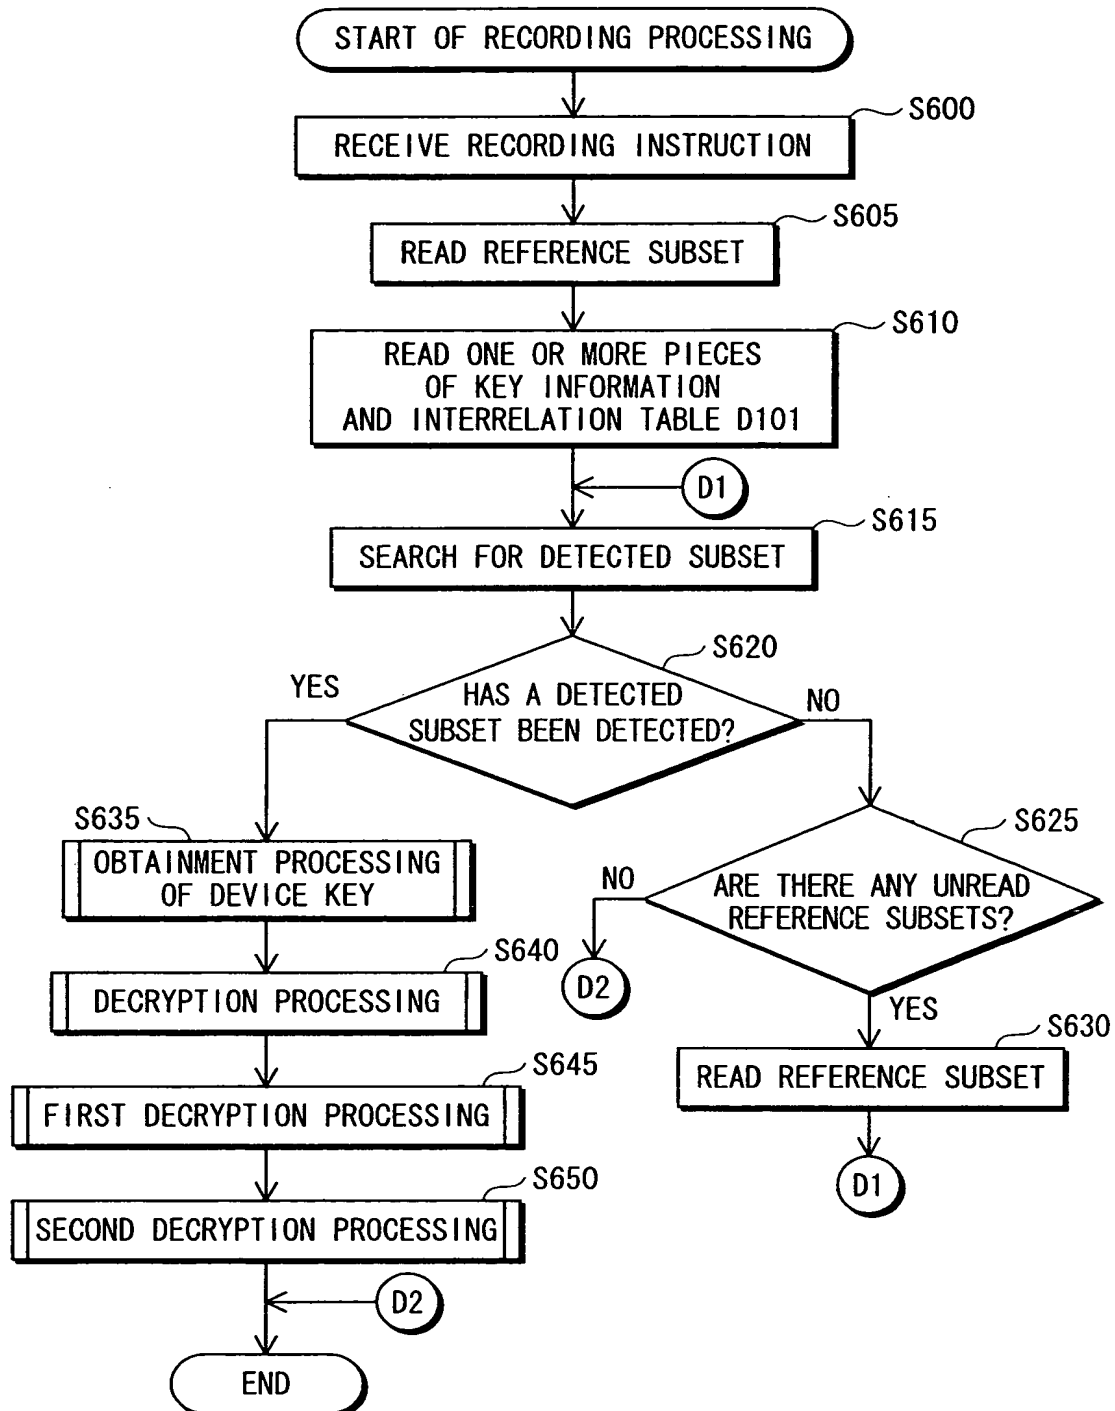 START OF RECORDING PROCESSING
S600
RECEIVE RECORDING INSTRUCTION
S605
READ REFERENCE SUBSET
S610
READ ONE OR MORE PIECES
OF KEY INFORMATION
AND INTERRELATION TABLE D101
D1
S615
SEARCH FOR DETECTED SUBSET
S620
YES
HAS A DETECTED
SUBSET BEEN DETECTED?
NO
S635
OBTAINMENT PROCESSING
OF DEVICE KEY
S625
NO
ARE THERE ANY UNREAD
REFERENCE SUBSETS?
D2
YES
S640
DECRYPTION PROCESSING
S630
READ REFERENCE SUBSET
S645
FIRST DECRYPTION PROCESSING
D1
S650
SECOND DECRYPTION PROCESSING
D2
END